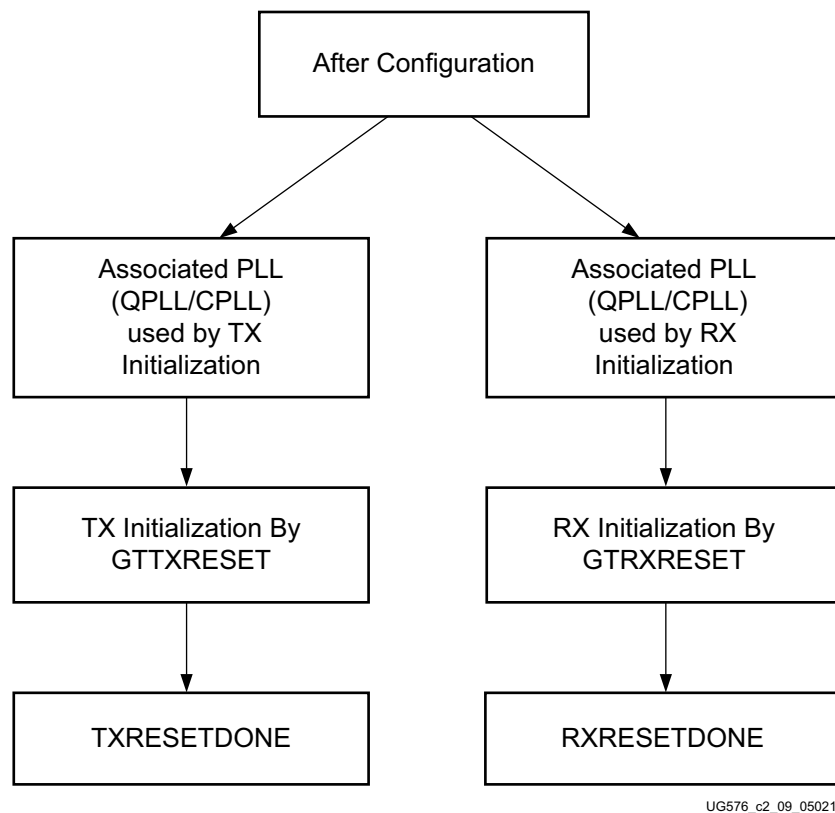 After Configuration
Associated PLL
(QPLL/CPLL)
used by TX
Initialization
Associated PLL
(QPLL/CPLL)
used by RX
Initialization
TX Initialization By
GTTXRESET
RX Initialization By
GTRXRESET
TXRESETDONE
RXRESETDONE
UG576_c2_09_05021